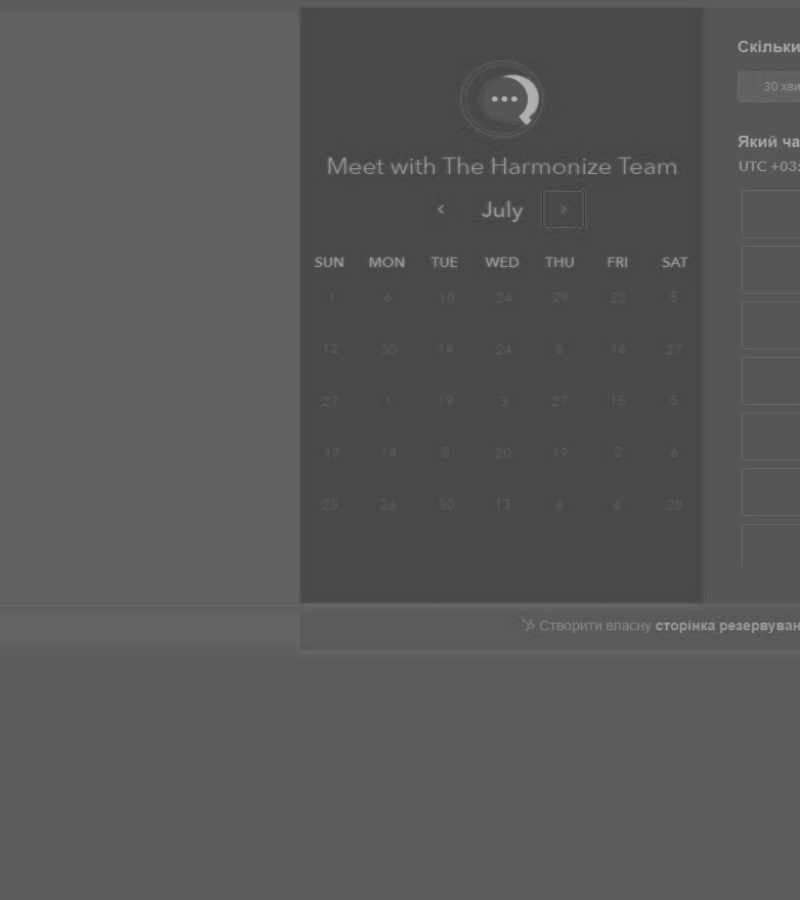 Meet with The Harmonize Team
July
SUN MON TUE WED THU FRI SAT
1 6 10 24 29 22 5
12 30 14 24 5 16 27
27 1 19 3 27 15 5
17 14 8 20 19 2 6
25 26 30 13 4 4 28
Скільки
30 хви
Який ча
UTC +03:
Створити власну сторінка резервуван